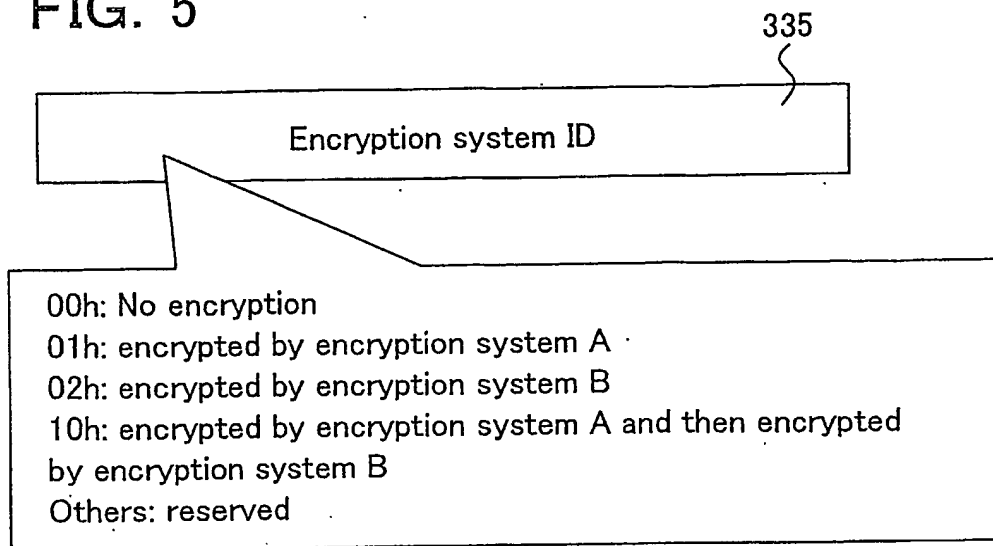 FIG. 5
335
Encryption system ID
00h: No encryption
01h: encrypted by encryption system A
02h: encrypted by encryption system B
10h: encrypted by encryption system A and then encrypted
by encryption system B
Others: reserved